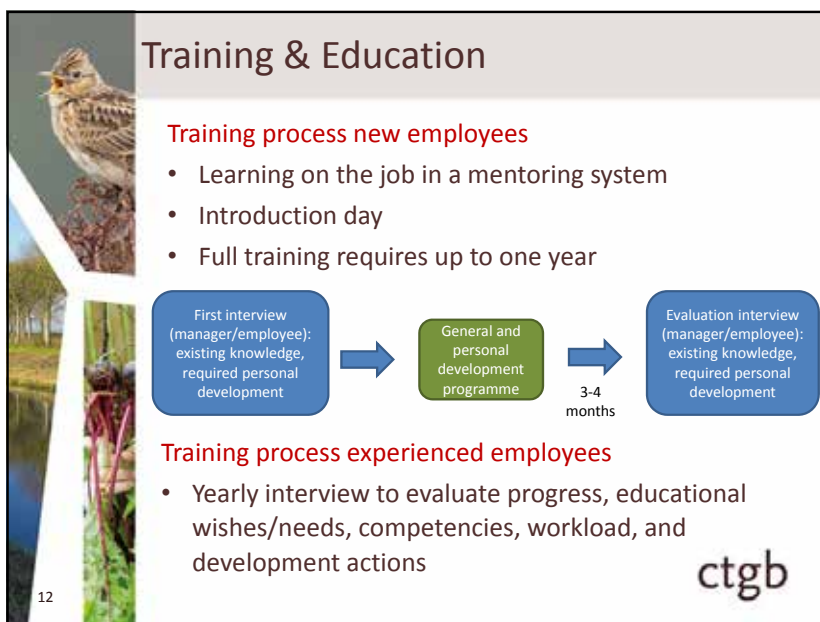 Training & Education
Training process new employees
• Learning on the job in a mentoring system
• Introduction day
• Full training requires up to one year
First interview
(manager/employee):
existing knowledge,
required personal
development
General and
personal
development
programme
3-4
months
Evaluation interview
(manager/employee):
existing knowledge,
required personal
development
Training process experienced employees
• Yearly interview to evaluate progress, educational
wishes/needs, competencies, workload, and
development actions
ctgb
12